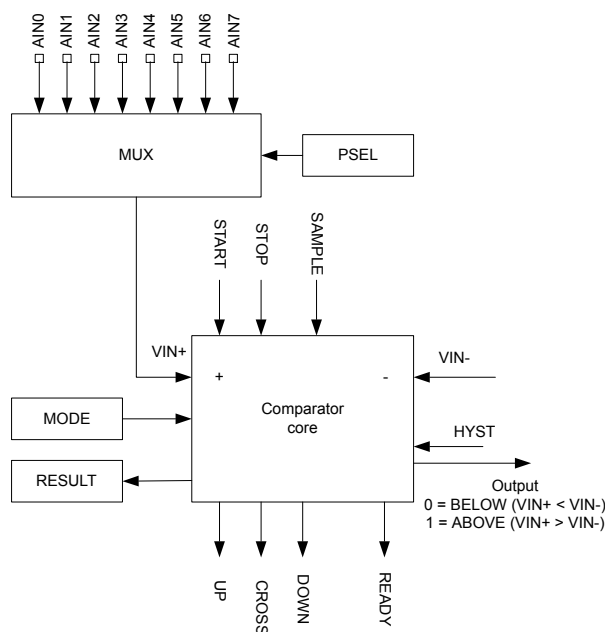 AIN0
AIN1
AIN2
AIN3
AIN4
AIN5
AIN6
AIN7
MUX
PSEL
START
STOP
SAMPLE
VIN+
VIN-
+
-
MODE
Comparator
core
HYST
RESULT
Output
0 = BELOW (VIN+ < VIN-)
1 = ABOVE (VIN+ > VIN-)
UP
CROSS
DOWN
READY